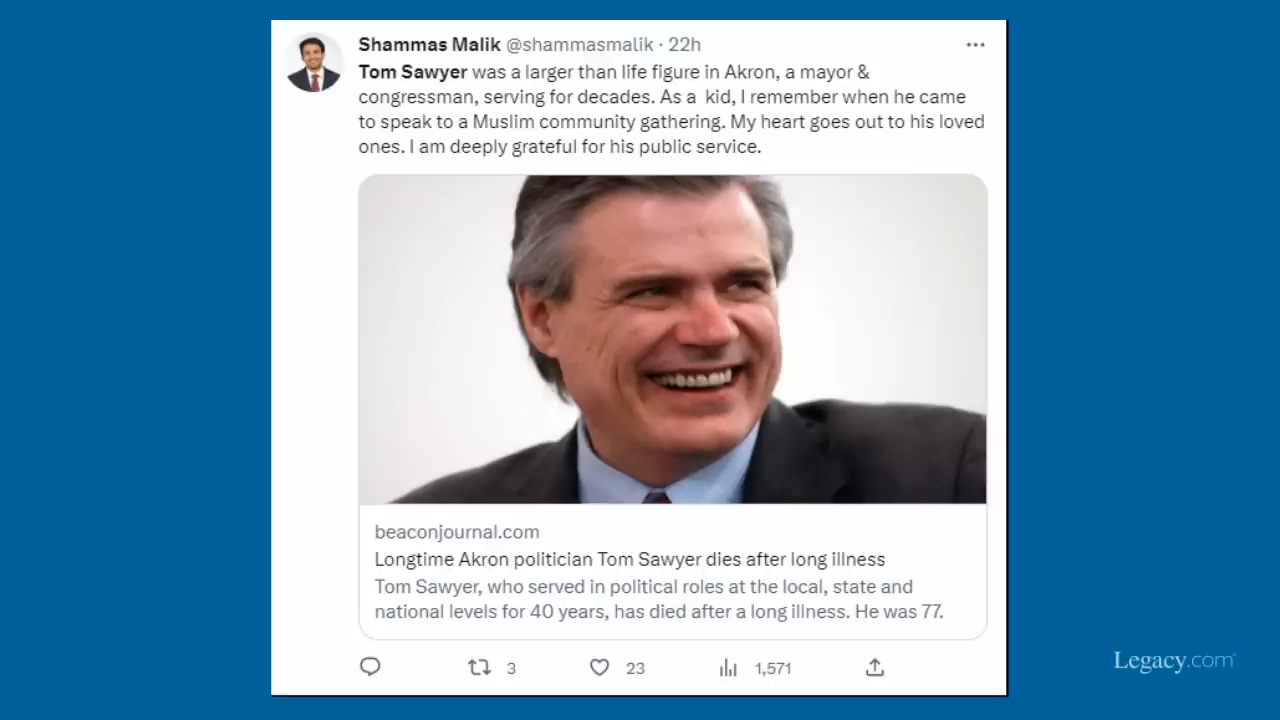 Shammas Malik @shammasmalik · 22h
Tom Sawyer was a larger than life figure in Akron, a mayor &
congressman, serving for decades. As a kid, I remember when he came
to speak to a Muslim community gathering. My heart goes out to his loved
ones. I am deeply grateful for his public service.
beaconjournal.com
Longtime Akron politician Tom Sawyer dies after long illness
Tom Sawyer, who served in political roles at the local, state and
national levels for 40 years, has died after a long illness. He was 77.
3 23 1,571
Legacy.com